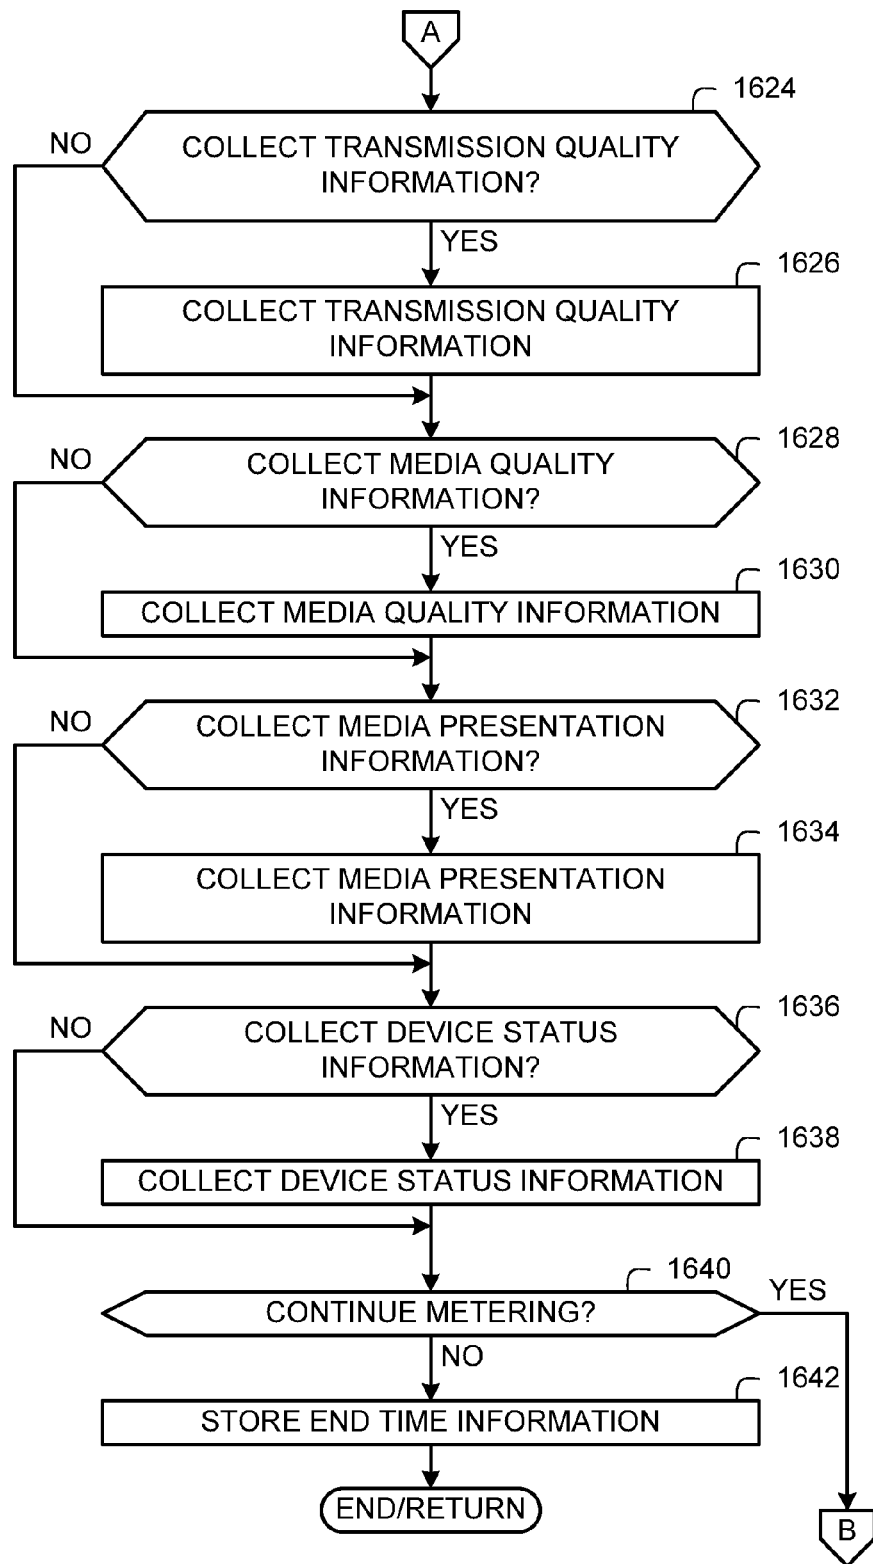 A
1624
NO
COLLECT TRANSMISSION QUALITY
INFORMATION?
YES
1626
COLLECT TRANSMISSION QUALITY
INFORMATION
1628
NO
COLLECT MEDIA QUALITY
INFORMATION?
YES
1630
COLLECT MEDIA QUALITY INFORMATION
1632
NO
COLLECT MEDIA PRESENTATION
INFORMATION?
YES
1634
COLLECT MEDIA PRESENTATION
INFORMATION
1636
NO
COLLECT DEVICE STATUS
INFORMATION?
YES
1638
COLLECT DEVICE STATUS INFORMATION
1640
YES
CONTINUE METERING?
NO
1642
STORE END TIME INFORMATION
END/RETURN
B